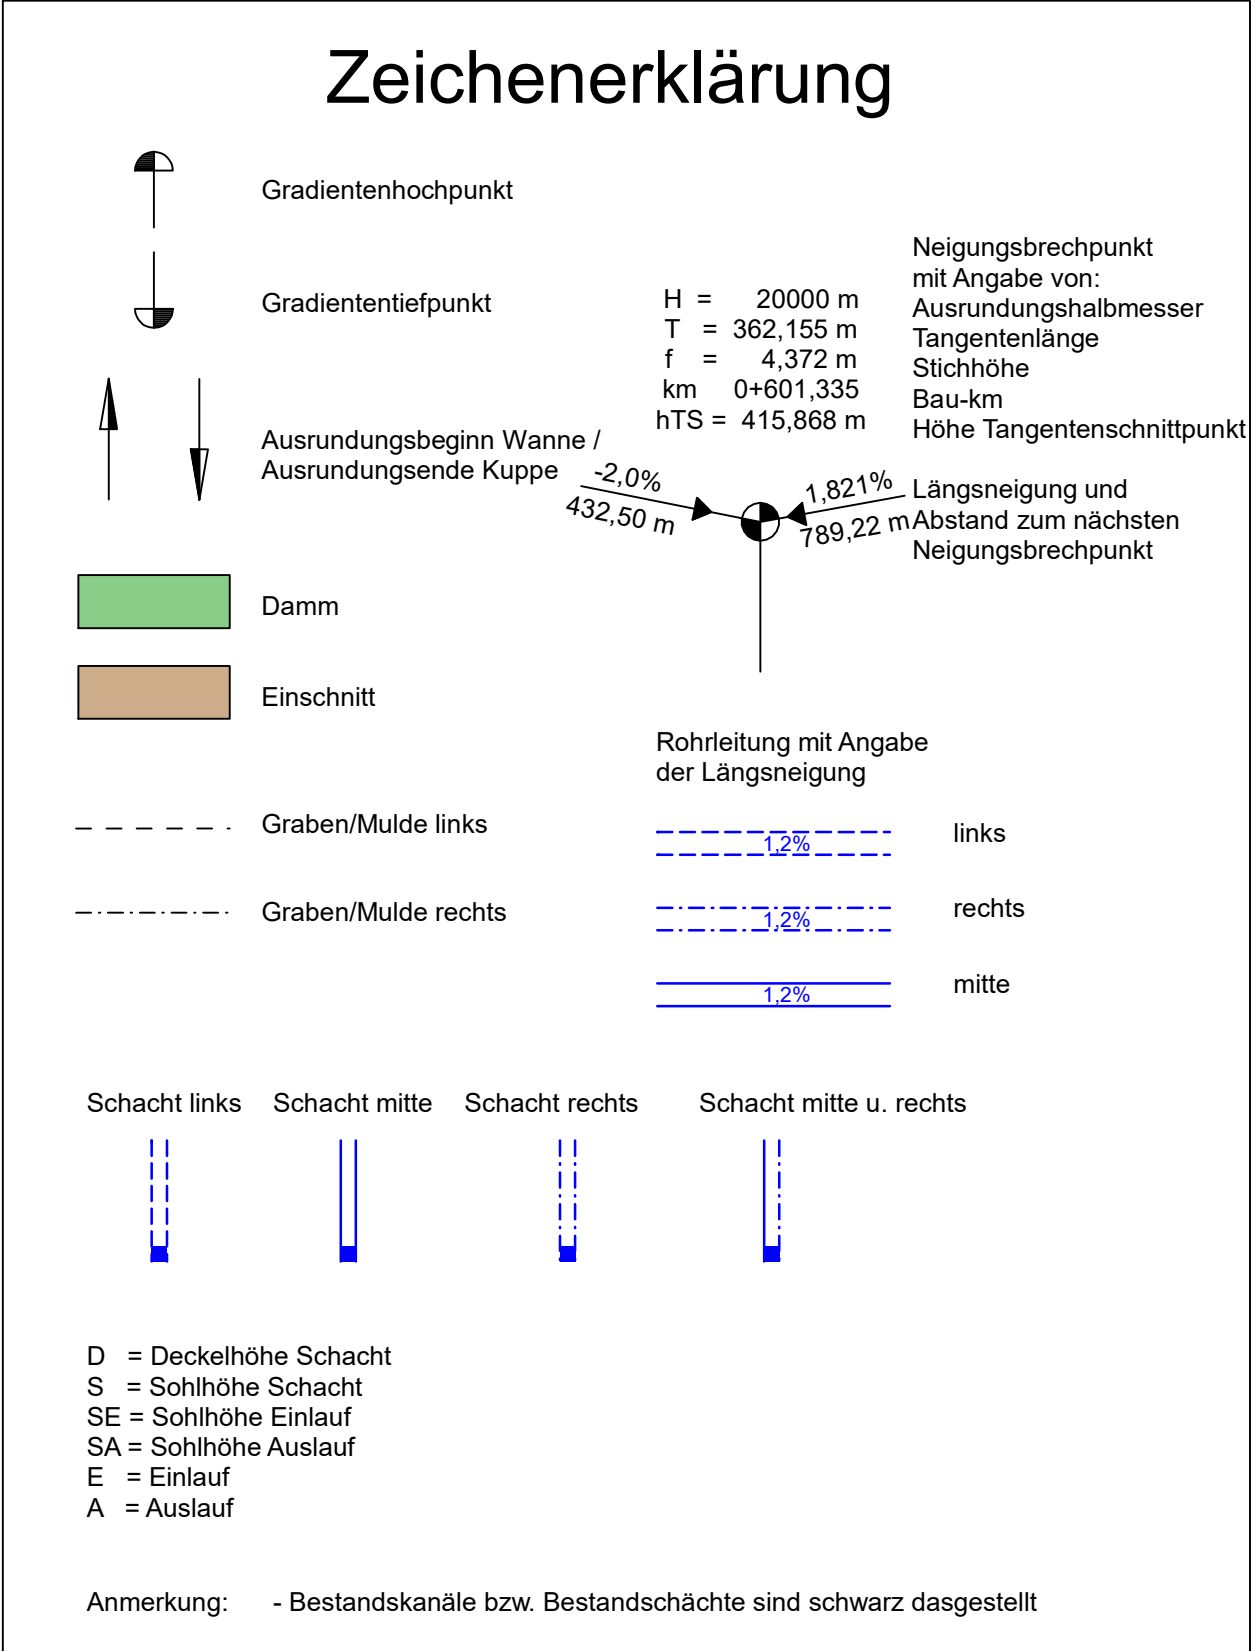 Zeichenerklärung
Gradientenhochpunkt
Gradiententiefpunkt
Ausrundungsbeginn Wanne /
Ausrundungsende Kuppe
H = 20000 m
T = 362,155 m
f = 4,372 m
km 0+601,335
hTS = 415,868 m
Neigungsbrechpunkt
mit Angabe von:
Ausrundungshalbmesser
Tangentenlänge
Stichhöhe
Bau-km
Höhe Tangentenschnittpunkt
-2,0%
432,50 m
1,821%
789,22 m
Längsneigung und
Abstand zum nächsten
Neigungsbrechpunkt
Damm
Einschnitt
Graben/Mulde links
Graben/Mulde rechts
Rohrleitung mit Angabe
der Längsneigung
1,2%
links
1,2%
rechts
1,2%
mitte
Schacht links
Schacht mitte
Schacht rechts
Schacht mitte u. rechts
D = Deckelhöhe Schacht
S = Sohlhöhe Schacht
SE = Sohlhöhe Einlauf
SA = Sohlhöhe Auslauf
E = Einlauf
A = Auslauf
Anmerkung: - Bestandskanäle bzw. Bestandschächte sind schwarz dasgestellt